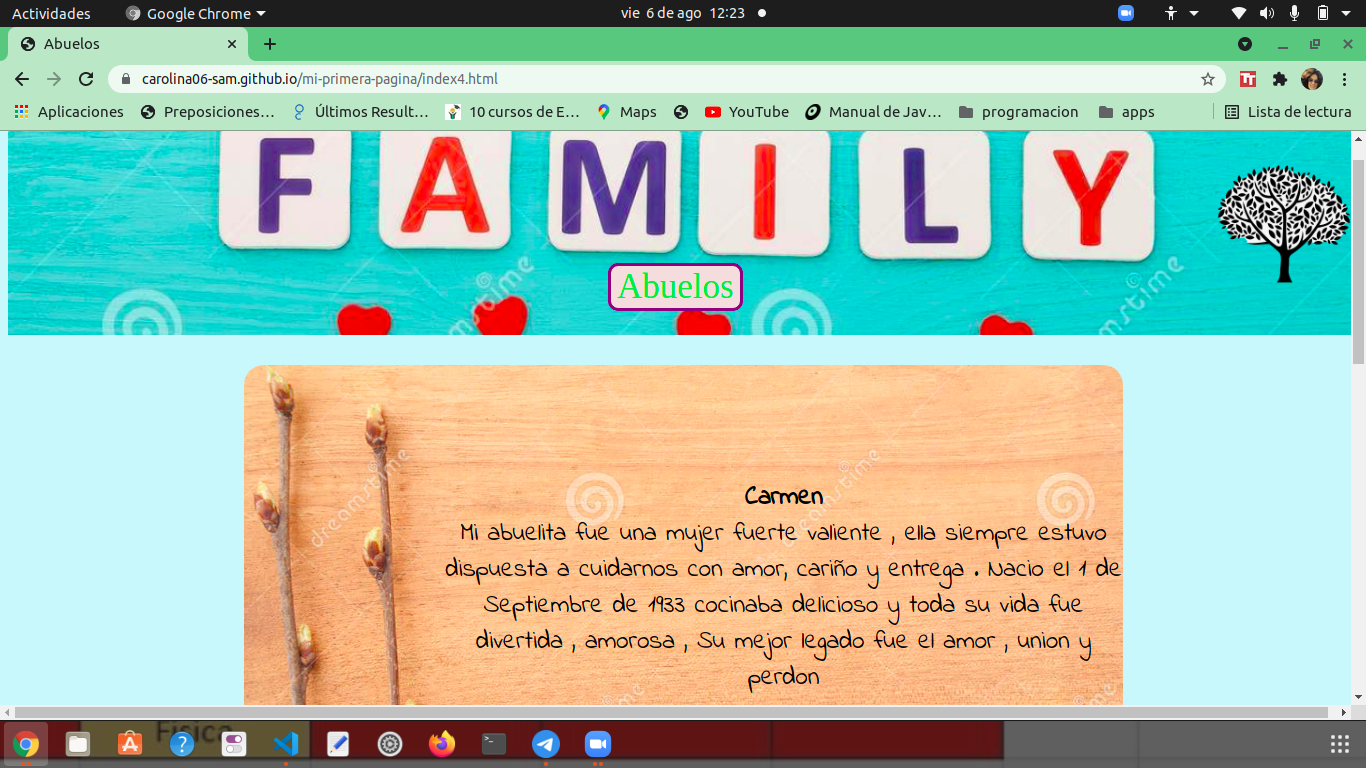 Actividades
Google Chrome
vie 6 de ago 12:23
Abuelos
carolina06-sam.github.io/mi-primera-pagina/index4.html
Aplicaciones
Preposiciones...
Últimos Result...
10 cursos de E...
Maps
YouTube
Manual de Jav...
programacion
apps
Lista de lectura
FAMILY
Abuelos
dreamstime
Carmen
Mi abuelita fue una mujer fuerte valiente , ella siempre estuvo
dispuesta a cuidarnos con amor, cariño y entrega . Nacio el 1 de
Septiembre de 1933 cocinaba delicioso y toda su vida fue
divertida , amorosa , Su mejor legado fue el amor , union y
perdon